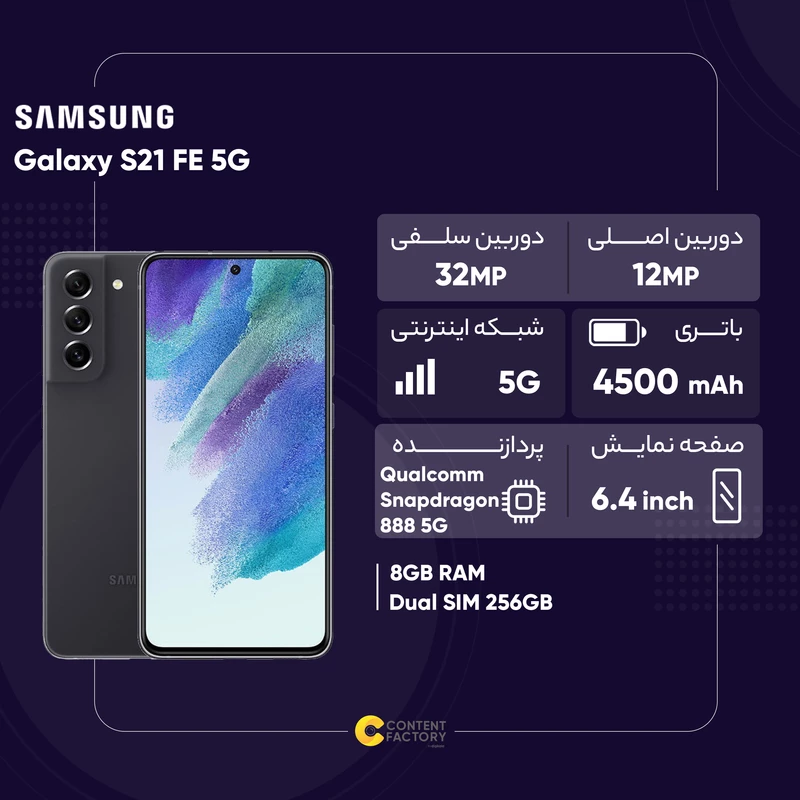 SAMSUNG
Galaxy S21 FE 5G
دوربین اصلی
12MP
دوربین سلفی
32MP
باتری
4500 mAh
شبکه اینترنتی
5G
صفحه نمایش
6.4 inch
پردازنده
Qualcomm
Snapdragon
888 5G
8GB RAM
Dual SIM 256GB
SAM
CONTENT
FACTORY